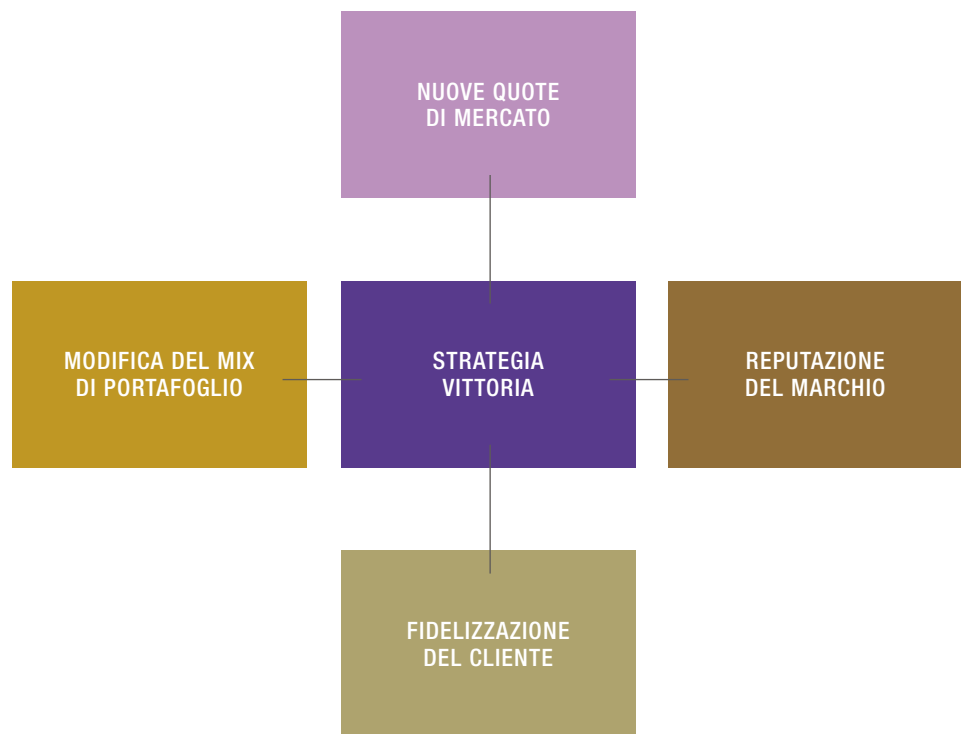 NUOVE QUOTE
DI MERCATO
MODIFICA DEL MIX
DI PORTAFOGLIO
STRATEGIA
VITTORIA
REPUTAZIONE
DEL MARCHIO
FIDELIZZAZIONE
DEL CLIENTE